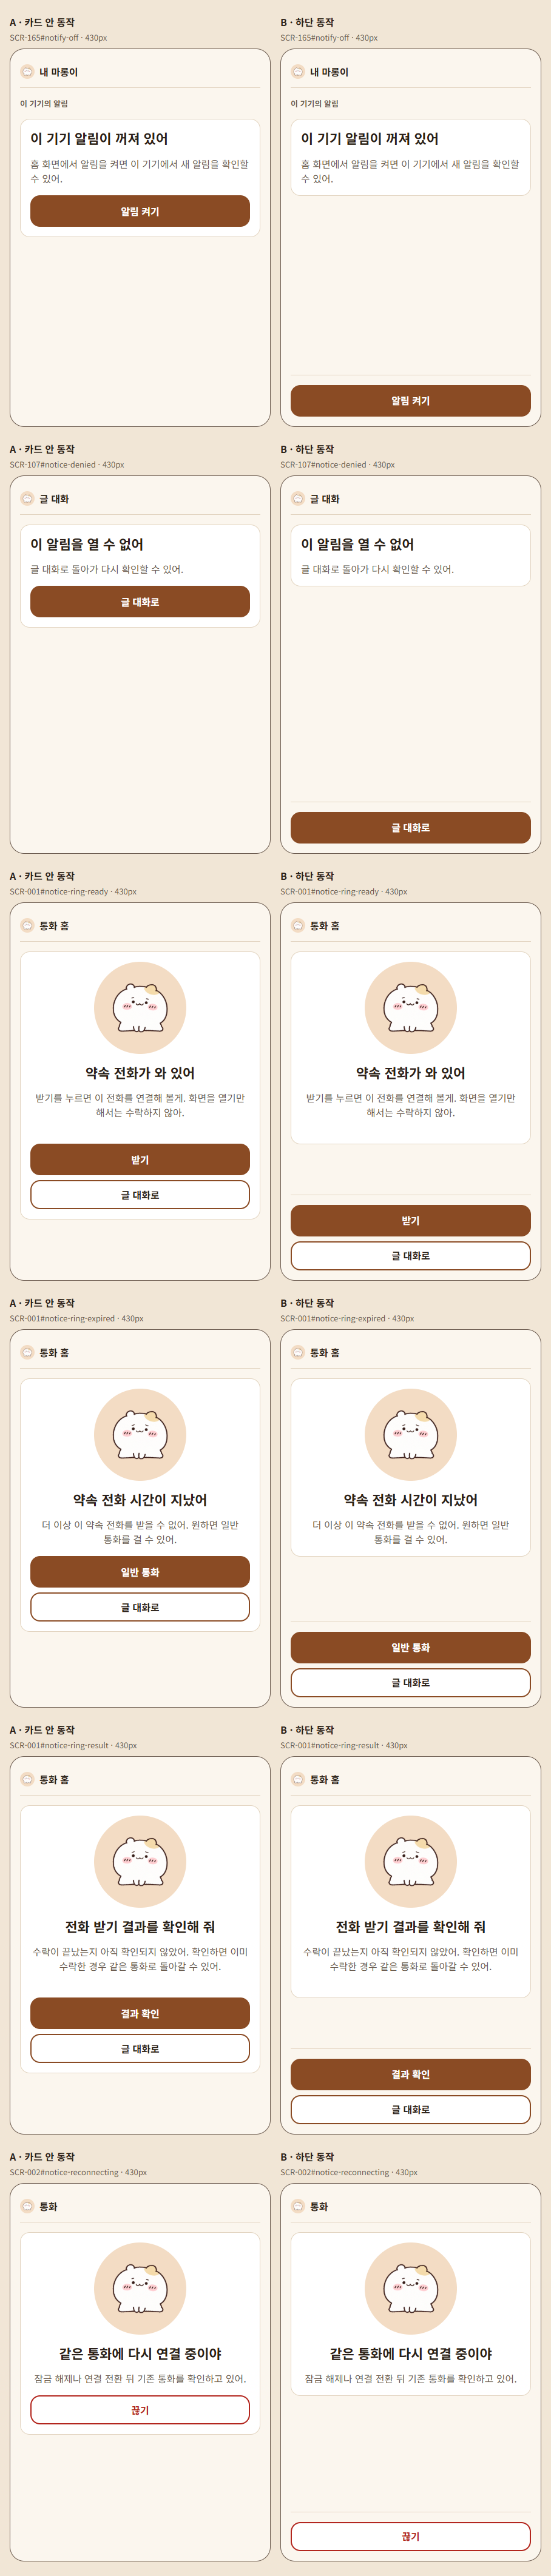 A · 카드 안 동작
SCR-165#notify-off · 430px
내 마롱이
이 기기의 알림
이 기기 알림이 꺼져 있어
홈 화면에서 알림을 켜면 이 기기에서 새 알림을 확인할
수 있어.
알림 켜기
B · 하단 동작
SCR-165#notify-off · 430px
내 마롱이
이 기기의 알림
이 기기 알림이 꺼져 있어
홈 화면에서 알림을 켜면 이 기기에서 새 알림을 확인할
수 있어.
알림 켜기
A · 카드 안 동작
SCR-107#notice-denied · 430px
글 대화
이 알림을 열 수 없어
글 대화로 돌아가 다시 확인할 수 있어.
글 대화로
B · 하단 동작
SCR-107#notice-denied · 430px
글 대화
이 알림을 열 수 없어
글 대화로 돌아가 다시 확인할 수 있어.
글 대화로
A · 카드 안 동작
SCR-001#notice-ring-ready · 430px
통화 홈
약속 전화가 와 있어
받기를 누르면 이 전화를 연결해 볼게. 화면을 열기만
해서는 수락하지 않아.
받기
글 대화로
B · 하단 동작
SCR-001#notice-ring-ready · 430px
통화 홈
약속 전화가 와 있어
받기를 누르면 이 전화를 연결해 볼게. 화면을 열기만
해서는 수락하지 않아.
받기
글 대화로
A · 카드 안 동작
SCR-001#notice-ring-expired · 430px
통화 홈
약속 전화 시간이 지났어
더 이상 이 약속 전화를 받을 수 없어. 원하면 일반
통화를 걸 수 있어.
일반 통화
글 대화로
B · 하단 동작
SCR-001#notice-ring-expired · 430px
통화 홈
약속 전화 시간이 지났어
더 이상 이 약속 전화를 받을 수 없어. 원하면 일반
통화를 걸 수 있어.
일반 통화
글 대화로
A · 카드 안 동작
SCR-001#notice-ring-result · 430px
통화 홈
전화 받기 결과를 확인해 줘
수락이 끝났는지 아직 확인되지 않았어. 확인하면 이미
수락한 경우 같은 통화로 돌아갈 수 있어.
결과 확인
글 대화로
B · 하단 동작
SCR-001#notice-ring-result · 430px
통화 홈
전화 받기 결과를 확인해 줘
수락이 끝났는지 아직 확인되지 않았어. 확인하면 이미
수락한 경우 같은 통화로 돌아갈 수 있어.
결과 확인
글 대화로
A · 카드 안 동작
SCR-002#notice-reconnecting · 430px
통화
같은 통화에 다시 연결 중이야
잠금 해제나 연결 전환 뒤 기존 통화를 확인하고 있어.
끊기
B · 하단 동작
SCR-002#notice-reconnecting · 430px
통화
같은 통화에 다시 연결 중이야
잠금 해제나 연결 전환 뒤 기존 통화를 확인하고 있어.
끊기